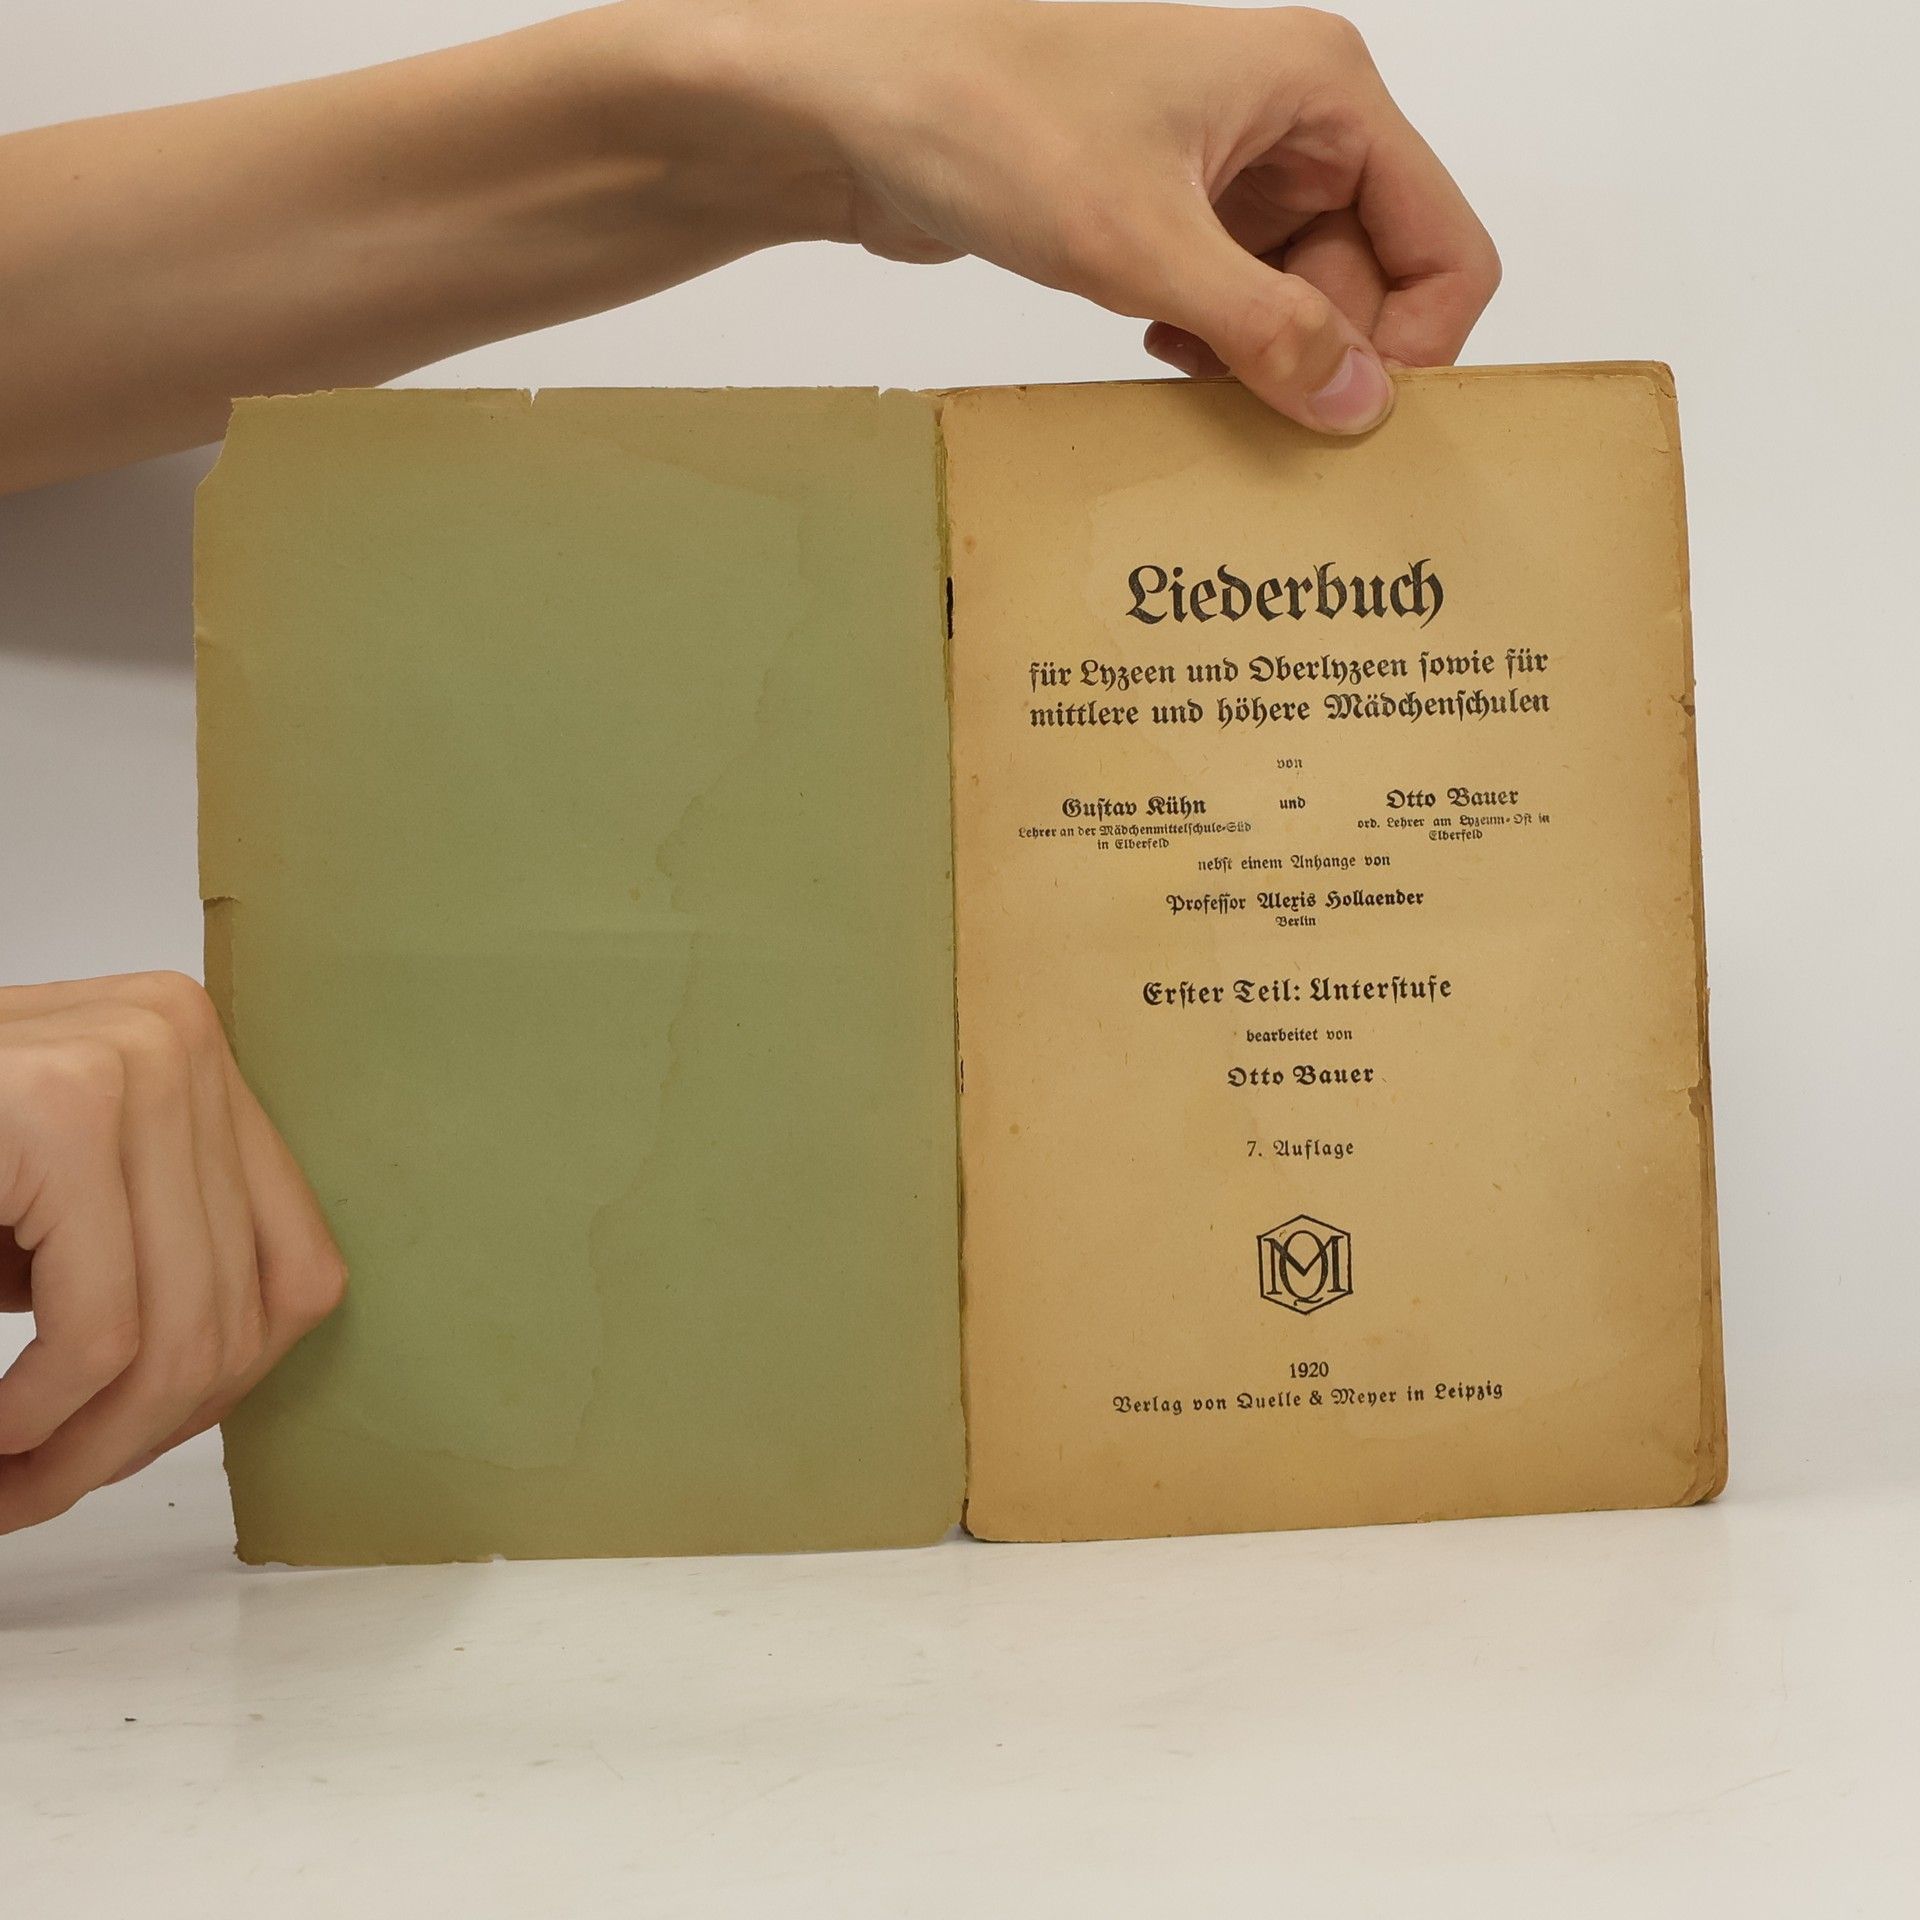 Liederbuch
für Lyzeen und Oberlyzeen sowie für
mittlere und höhere Mädchenschulen
von
Gustav Kühn und Otto Bauer
Lehrer an der Mädchenmittelschule-Süd ord. Lehrer am Lyzeum-Ost in
in Elberfeld Elberfeld
nebst einem Anhange von
Professor Alexis Hollaender
Berlin
Erster Teil: Unterstufe
bearbeitet von
Otto Bauer
7. Auflage
QM
1920
Verlag von Quelle & Meyer in Leipzig